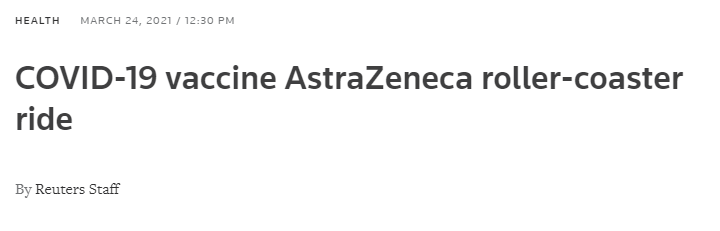 HEALTH MARCH 24, 2021 / 12:30 PM
COVID-19 vaccine AstraZeneca roller-coaster
ride
By Reuters Staff